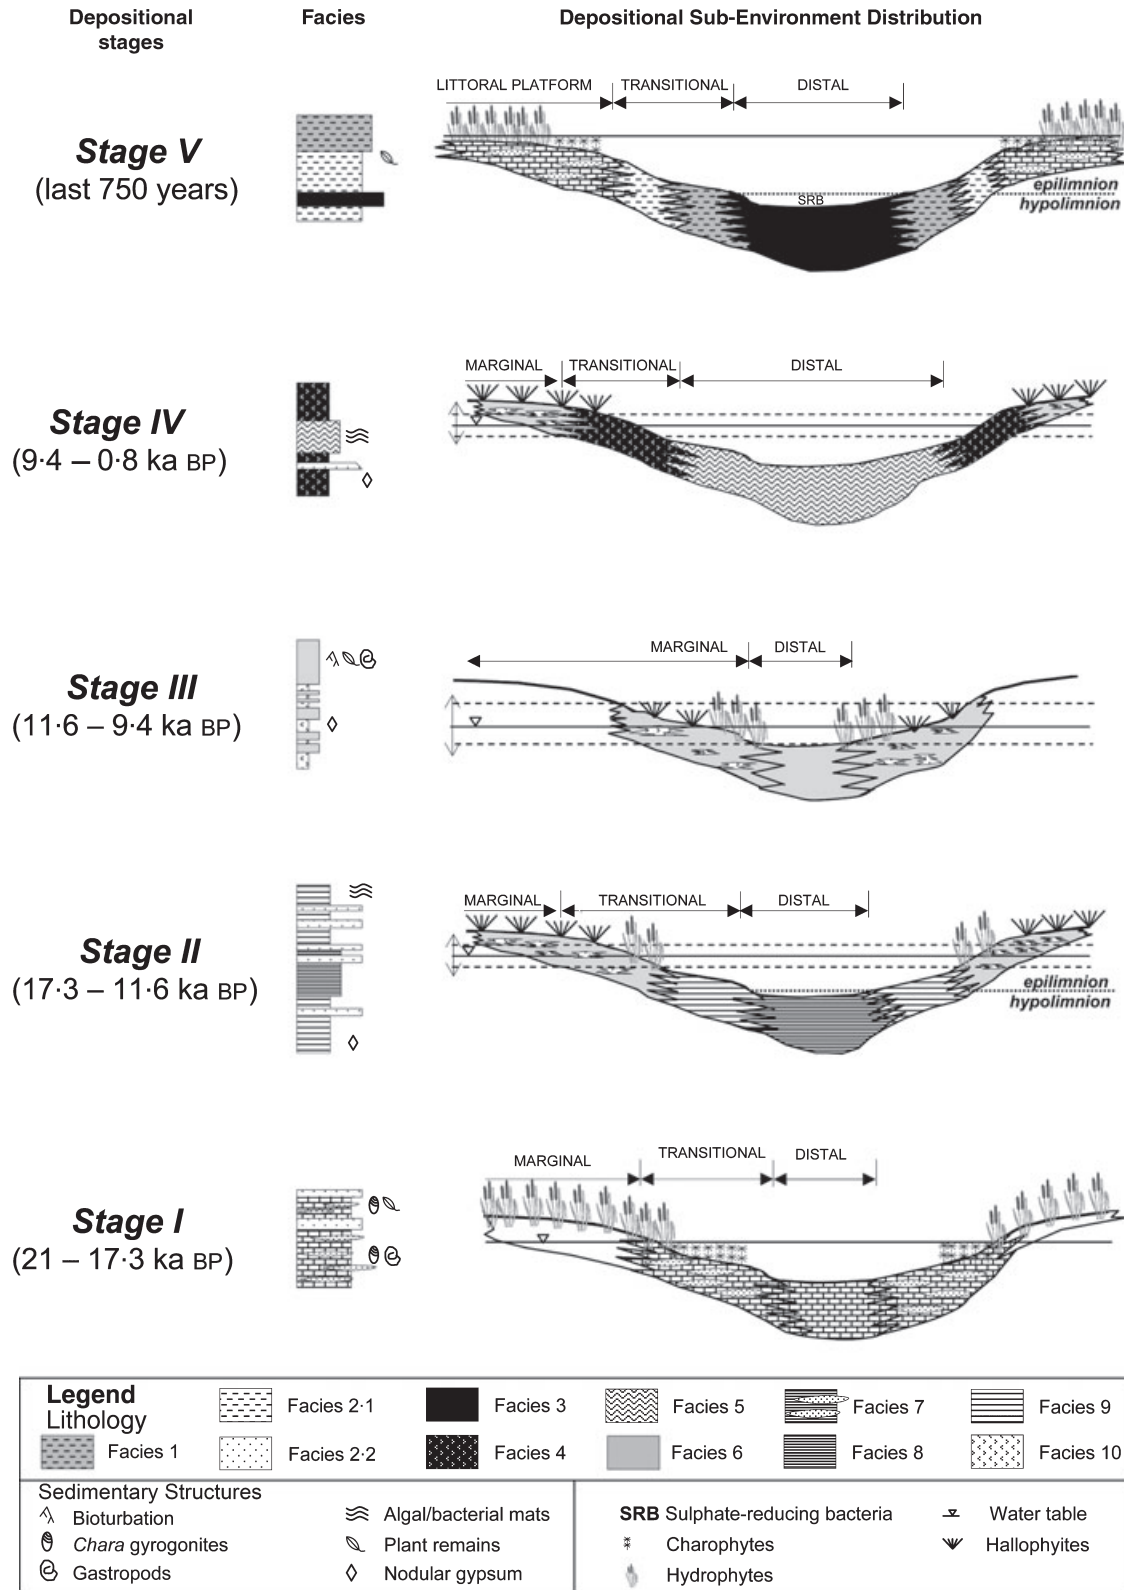 Depositional stages
Facies
Depositional Sub-Environment Distribution
LITTORAL PLATFORM
TRANSITIONAL
DISTAL
Stage V
(last 750 years)
SRB
epilimnion
hypolimnion
MARGINAL
TRANSITIONAL
DISTAL
Stage IV
(9·4 – 0·8 ka BP)
MARGINAL
DISTAL
Stage III
(11·6 – 9·4 ka BP)
MARGINAL
TRANSITIONAL
DISTAL
Stage II
(17·3 – 11·6 ka BP)
epilimnion
hypolimnion
MARGINAL
TRANSITIONAL
DISTAL
Stage I
(21 – 17·3 ka BP)
Legend
Lithology
Facies 1
Facies 2·1
Facies 2·2
Facies 3
Facies 4
Facies 5
Facies 6
Facies 7
Facies 8
Facies 9
Facies 10
Sedimentary Structures
Bioturbation
Chara gyrogonites
Gastropods
Algal/bacterial mats
Plant remains
Nodular gypsum
SRB Sulphate-reducing bacteria
Charophytes
Hydrophytes
Water table
Hallophyites